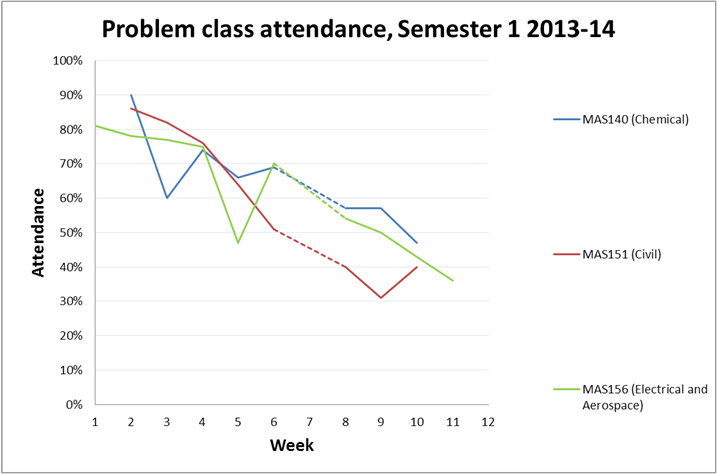 Problem class attendance, Semester 1 2013-14
100%
90%
80%
70%
60%
50%
40%
30%
20%
10%
0%
Attendance
1 2 3 4 5 6 7 8 9 10 11 12
Week
MAS140 (Chemical)
MAS151 (Civil)
MAS156 (Electrical and
Aerospace)